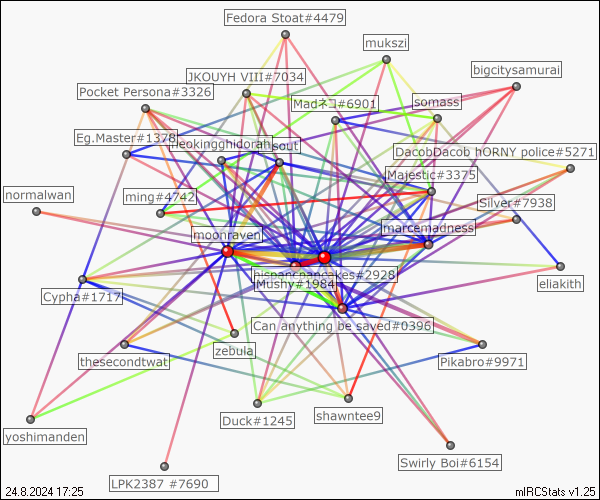 Fedora Stoat#4479
mukszi
bigcitysamurai
JKOUYH VIII#7034
Pocket Persona#3326
Madネコ#6901
somass
Eg.Master#1378
neokingghidorah
sout
DacobDacob hORNY police#5271
Majestic#3375
normalwan
ming#4742
Silver#7938
moonraven
marcemadness
hispanicpancakes#2928
Mushy#1984
eliakith
Cypha#1717
Can anything be saved#0396
zebula
thesecondtwat
Pikabro#9971
Duck#1245
shawntee9
yoshimanden
Swirly Boi#6154
LPK2387 #7690
24.8.2024 17:25
mIRCStats v1.25